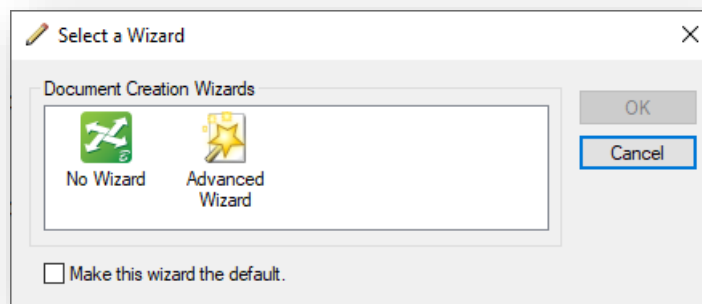 Select a Wizard
Document Creation Wizards
No Wizard
Advanced
Wizard
OK
Cancel
Make this wizard the default.